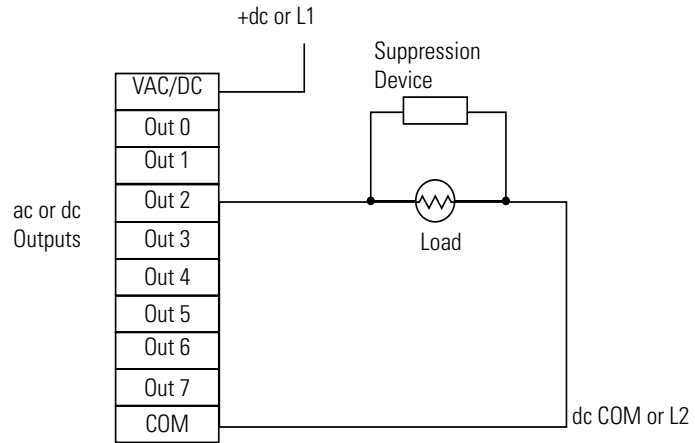 +dc or L1
Suppression
Device
VAC/DC
Out 0
Out 1
Out 2
Out 3
Out 4
Out 5
Out 6
Out 7
COM
ac or dc
Outputs
Load
dc COM or L2